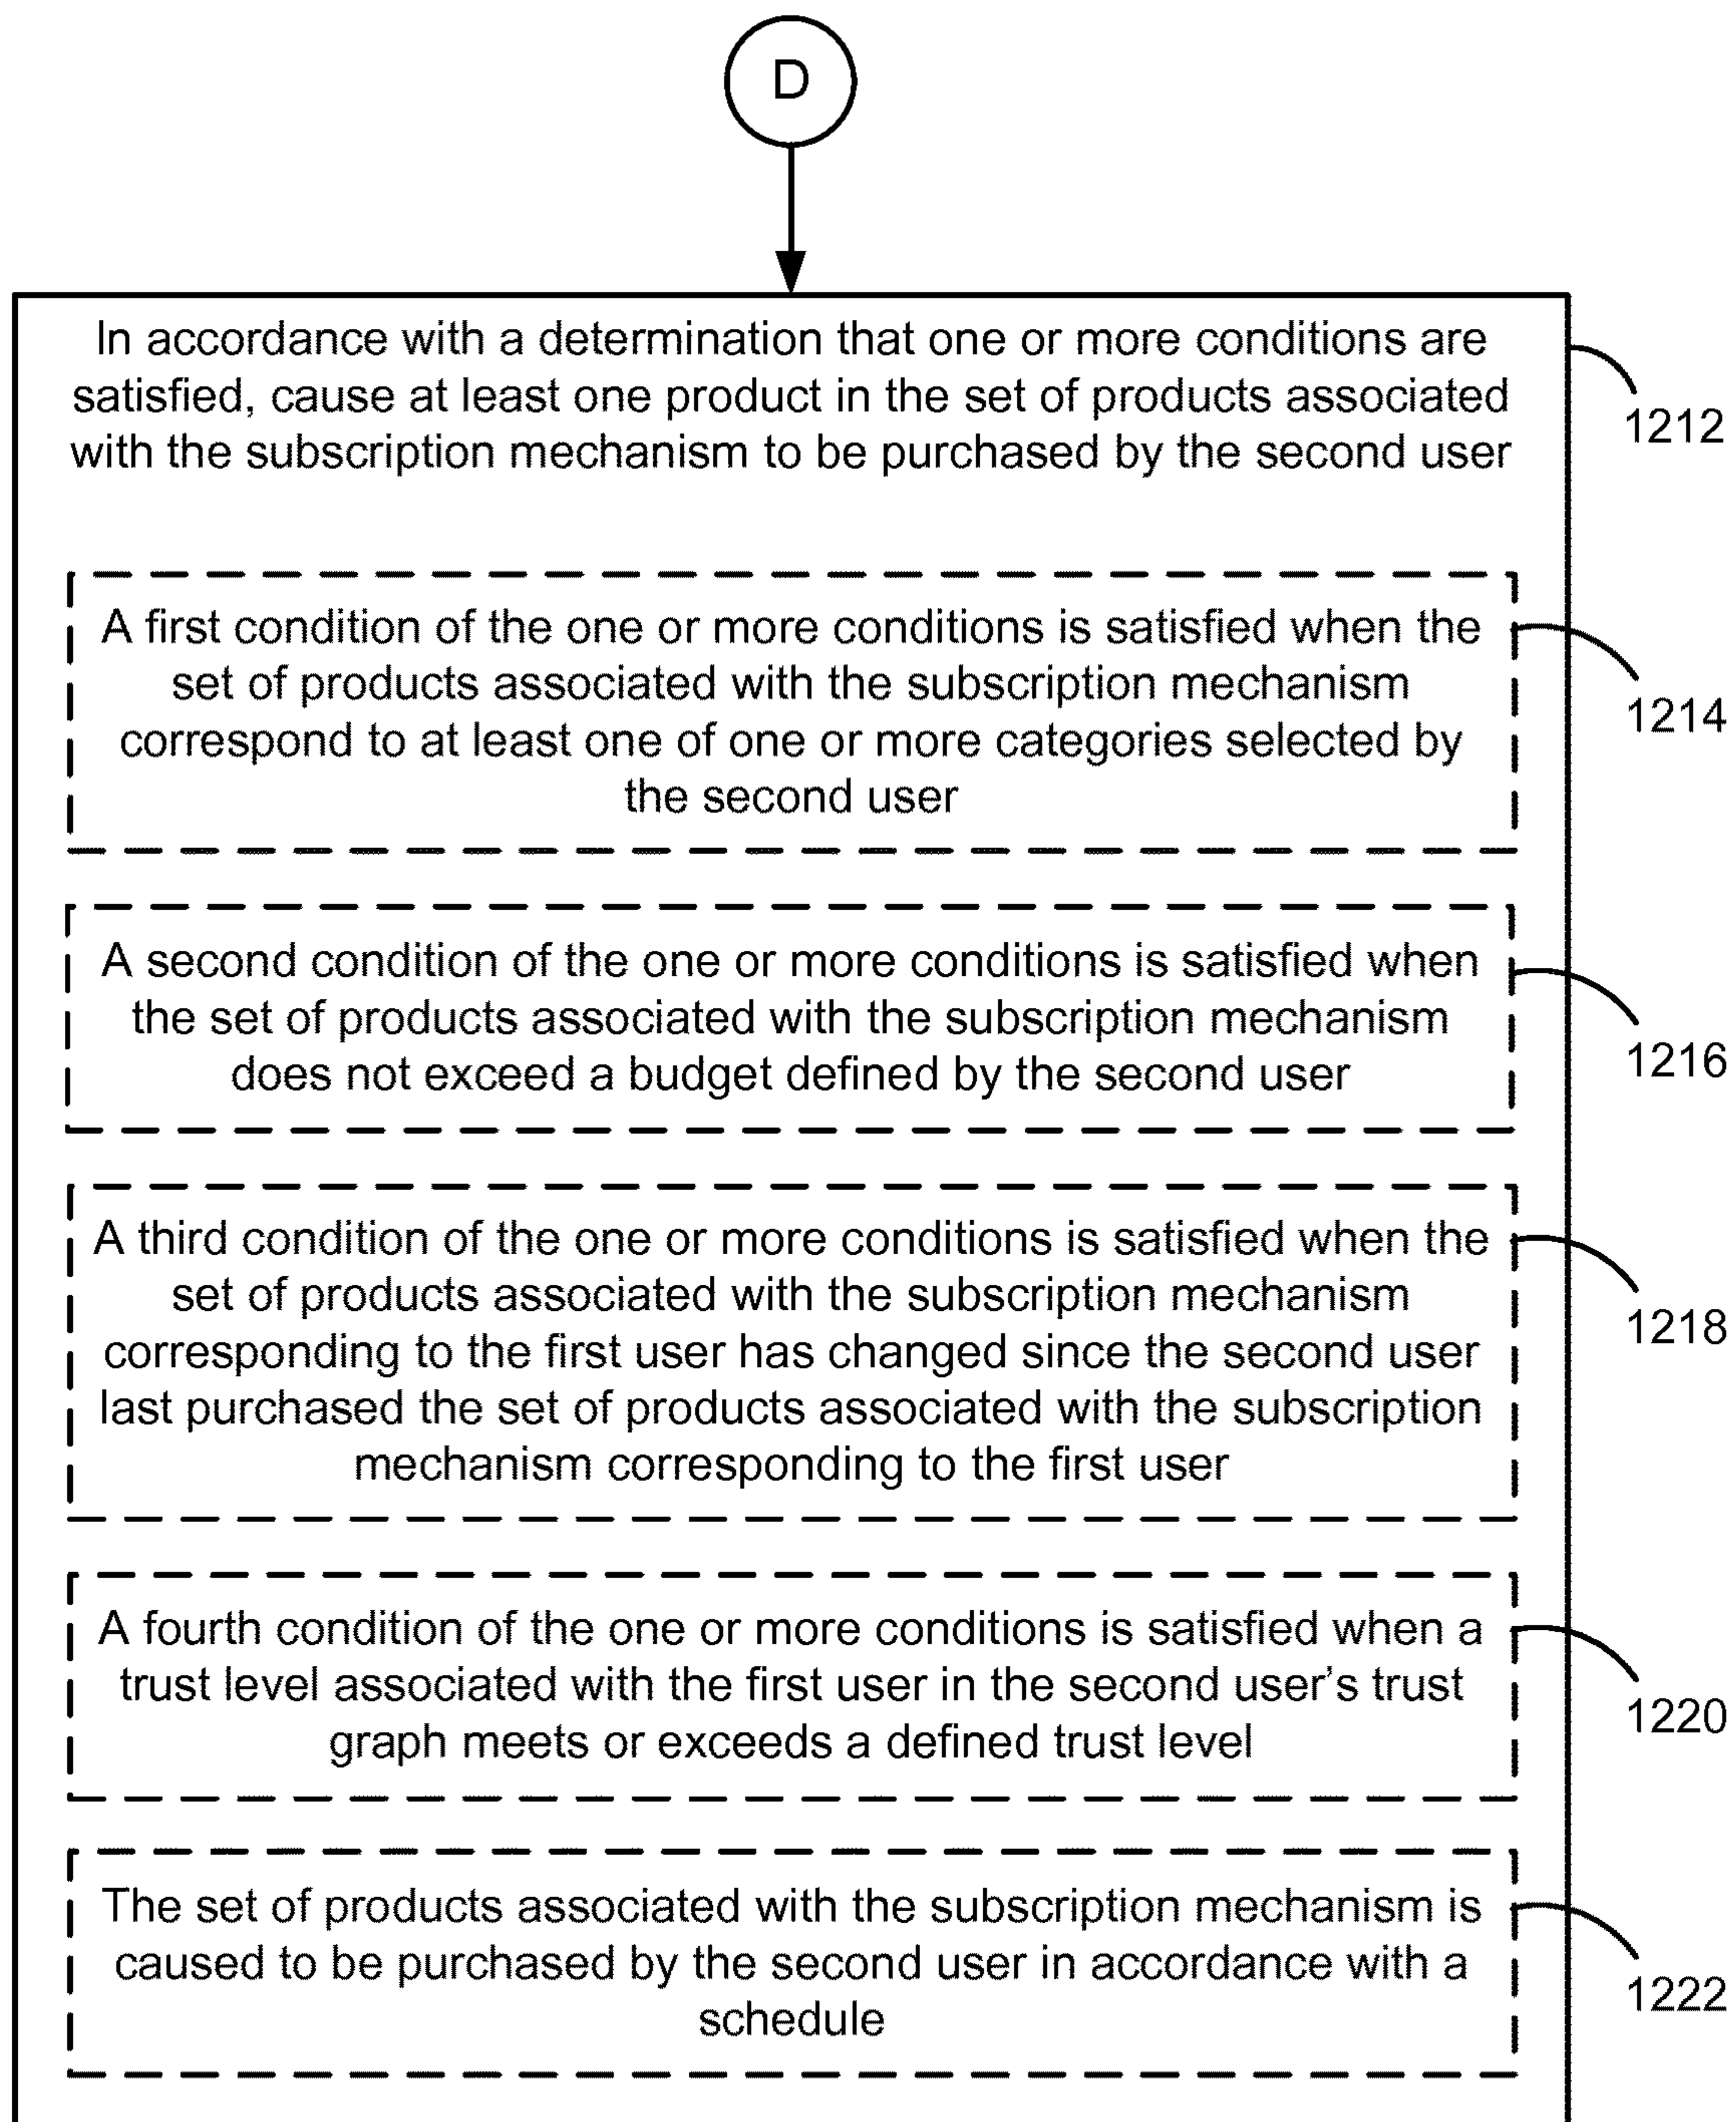 D
In accordance with a determination that one or more conditions are
satisfied, cause at least one product in the set of products associated
with the subscription mechanism to be purchased by the second user
1212
A first condition of the one or more conditions is satisfied when the
set of products associated with the subscription mechanism
correspond to at least one of one or more categories selected by
the second user
1214
A second condition of the one or more conditions is satisfied when
the set of products associated with the subscription mechanism
does not exceed a budget defined by the second user
1216
A third condition of the one or more conditions is satisfied when the
set of products associated with the subscription mechanism
corresponding to the first user has changed since the second user
last purchased the set of products associated with the subscription
mechanism corresponding to the first user
1218
A fourth condition of the one or more conditions is satisfied when a
trust level associated with the first user in the second user's trust
graph meets or exceeds a defined trust level
1220
The set of products associated with the subscription mechanism is
caused to be purchased by the second user in accordance with a
schedule
1222